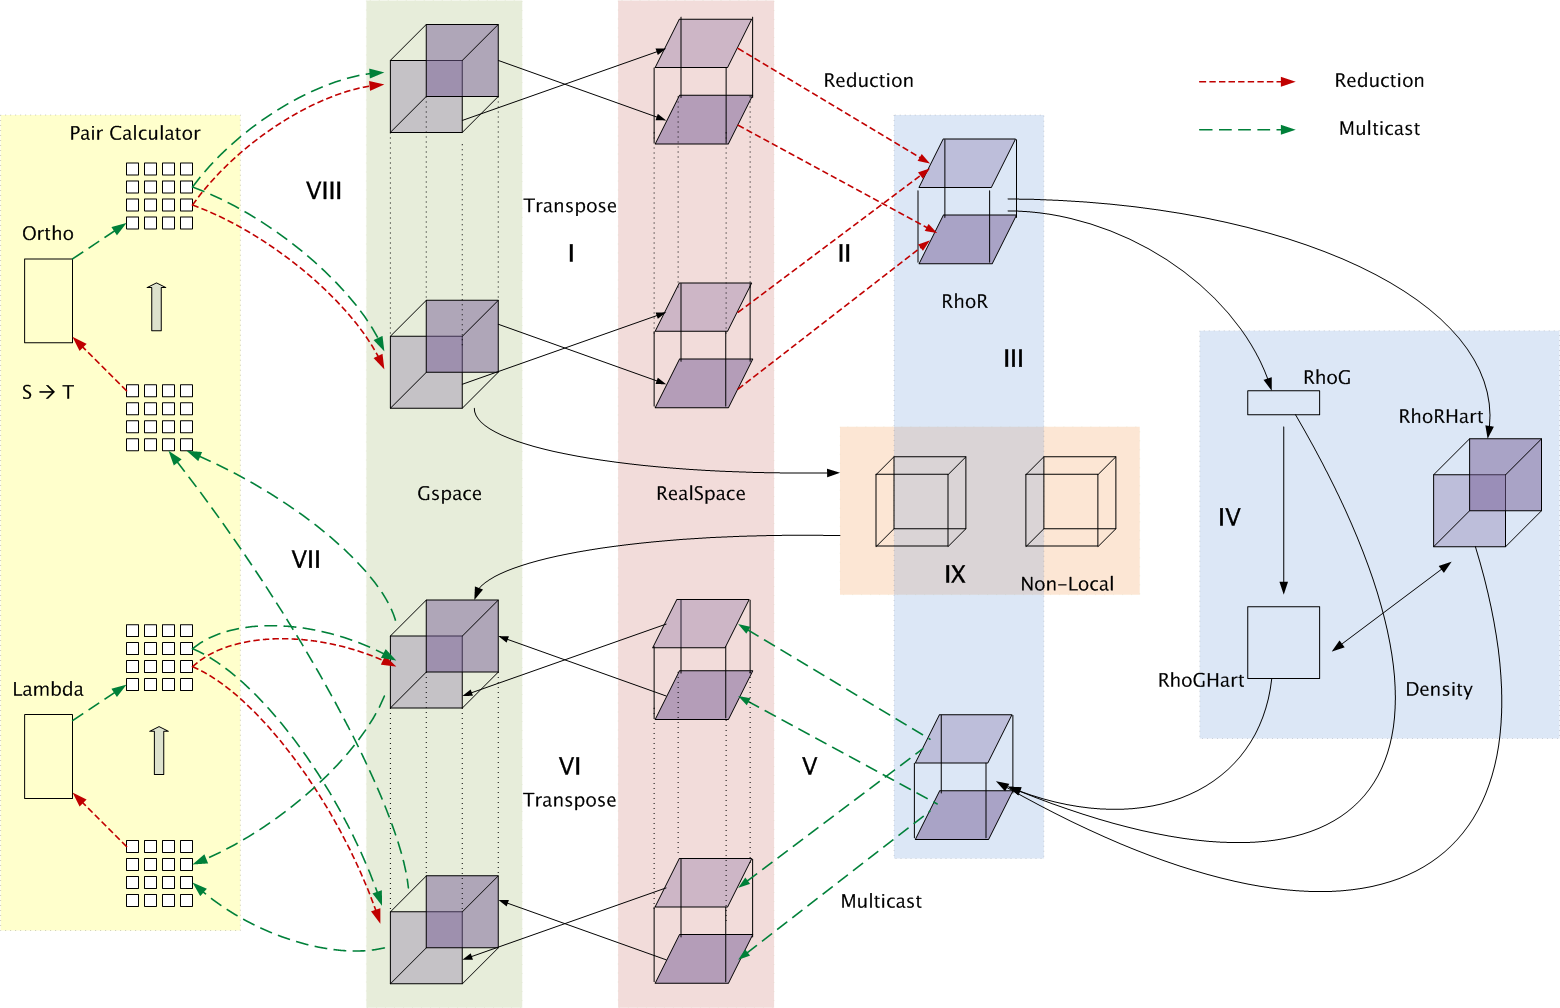 Reduction
Reduction
Multicast
Pair Calculator
VIII
Transpose
Ortho
I
II
RhoR
III
RhoG
S → T
RhoRHart
Gspace
RealSpace
IV
VII
IX
Non-Local
RhoGHart
Density
Lambda
VI
V
Transpose
Multicast